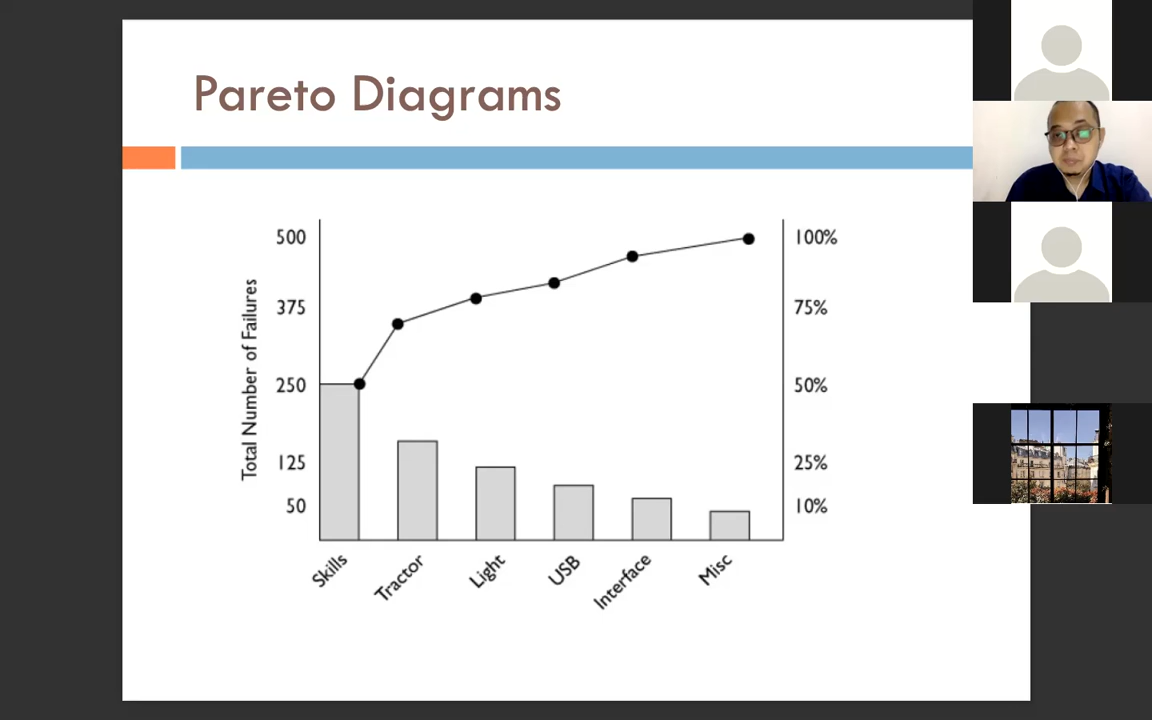 Pareto Diagrams
Total Number of Failures
500
375
250
125
50
100%
75%
50%
25%
10%
Skills
Tractor
Light
USB
Interface
Misc